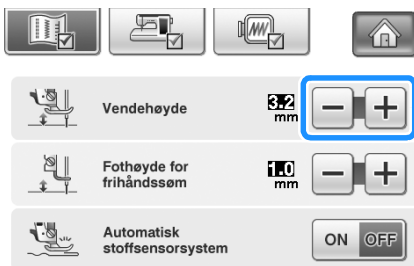 Vendehøyde
3.2
mm
Fothøyde for
frihåndssøm
1.0
mm
Automatisk
stoffsensorsystem
ON OFF